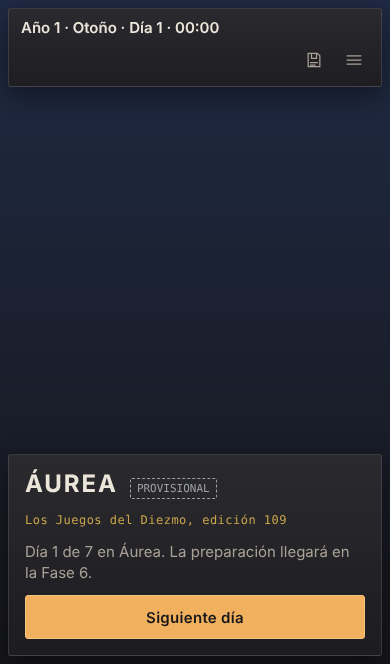 Año 1 · Otoño · Día 1 · 00:00
ÁUREA PROVISIONAL
Los Juegos del Diezmo, edición 109
Día 1 de 7 en Áurea. La preparación llegará en
la Fase 6.
Siguiente día